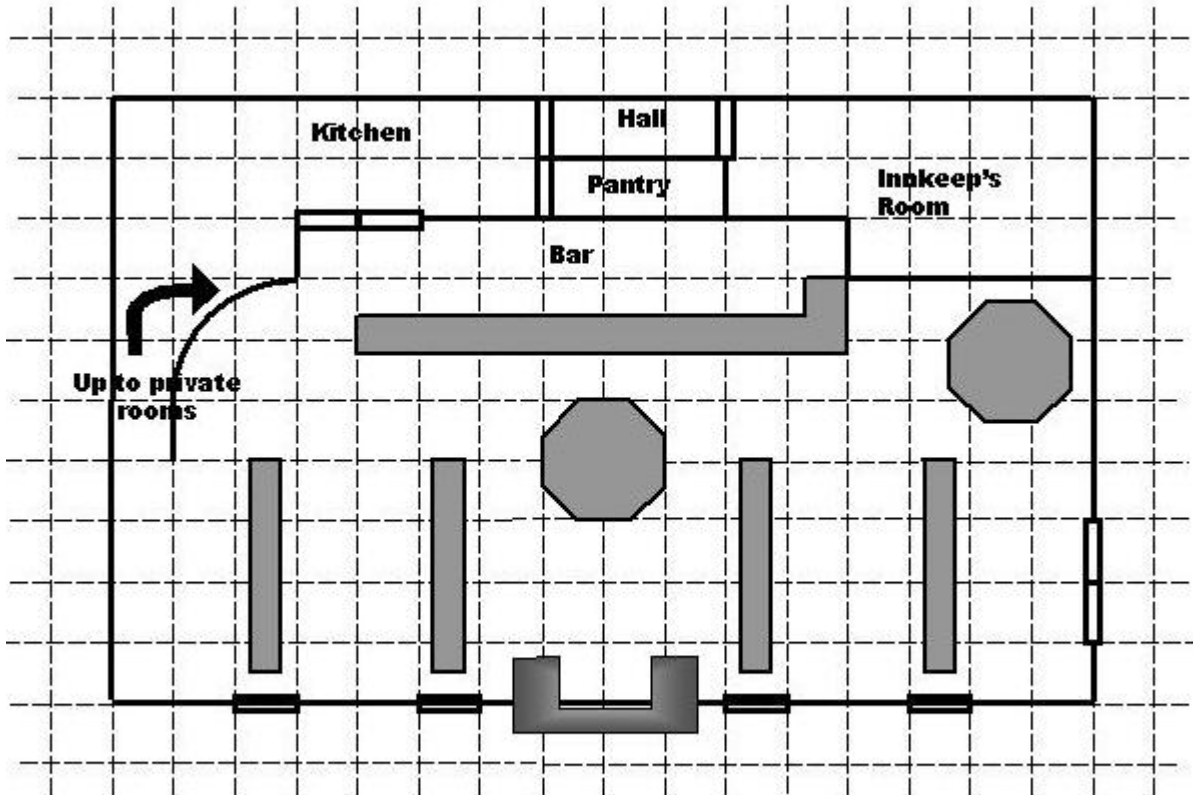 Kitchen
Hall
Pantry
Innkeep's
Room
Bar
Up to private
rooms